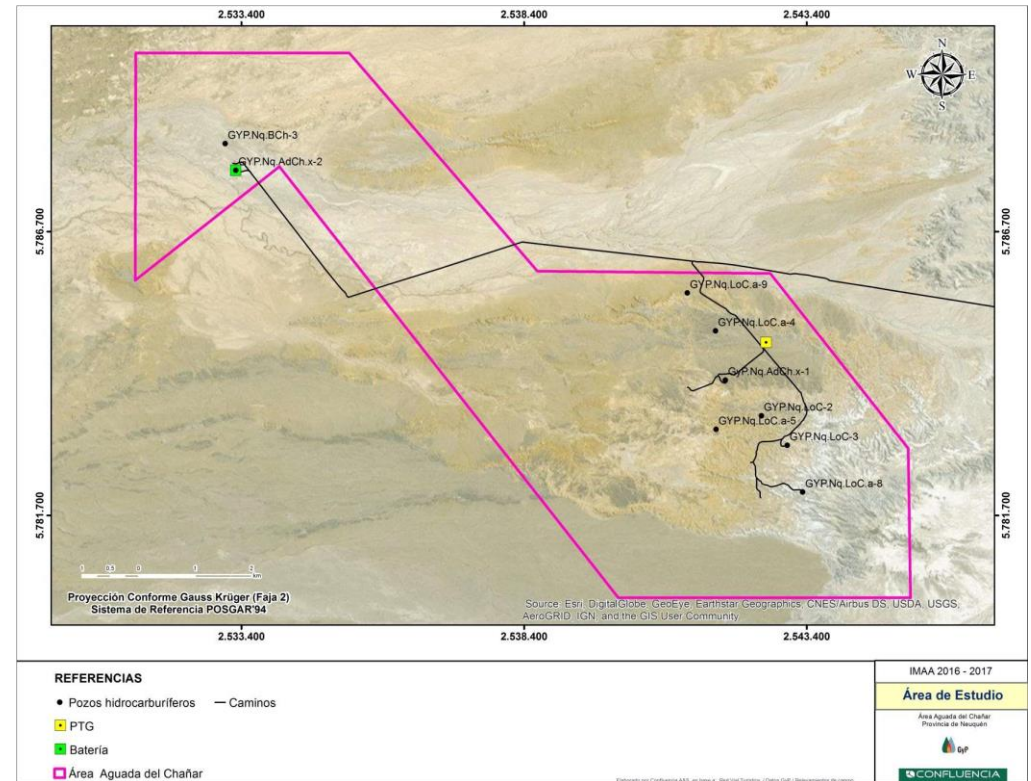 2.533.400 2.538.400 2.543.400
N
W E
S
GYP.Nq.BCh-3
GYP.Nq.AdCh.x-2
5.786.700 5.786.700
GYP.Nq.LoC.a-9
GYP.Nq.LoC.a-4
GyP.Nq.AdCh.x-1
GYP.Nq.LoC-2
GYP.Nq.LoC.a-5
GYP.Nq.LoC-3
GYP.Nq.LoC.a-8
5.781.700 5.781.700
1 0.5 0 1 2
km
Proyección Conforme Gauss Krüger (Faja 2)
Sistema de Referencia POSGAR'94
Source: Esri, DigitalGlobe, GeoEye, Earthstar Geographics, CNES/Airbus DS, USDA, USGS,
AeroGRID, IGN, and the GIS User Community
2.533.400 2.538.400 2.543.400
REFERENCIAS
Pozos hidrocarburíferos Caminos
PTG
Batería
Área Aguada del Chañar
IMAA 2016 - 2017
Área de Estudio
Área Aguada del Chañar
Provincia de Neuquén
GyP
CONFLUENCIA